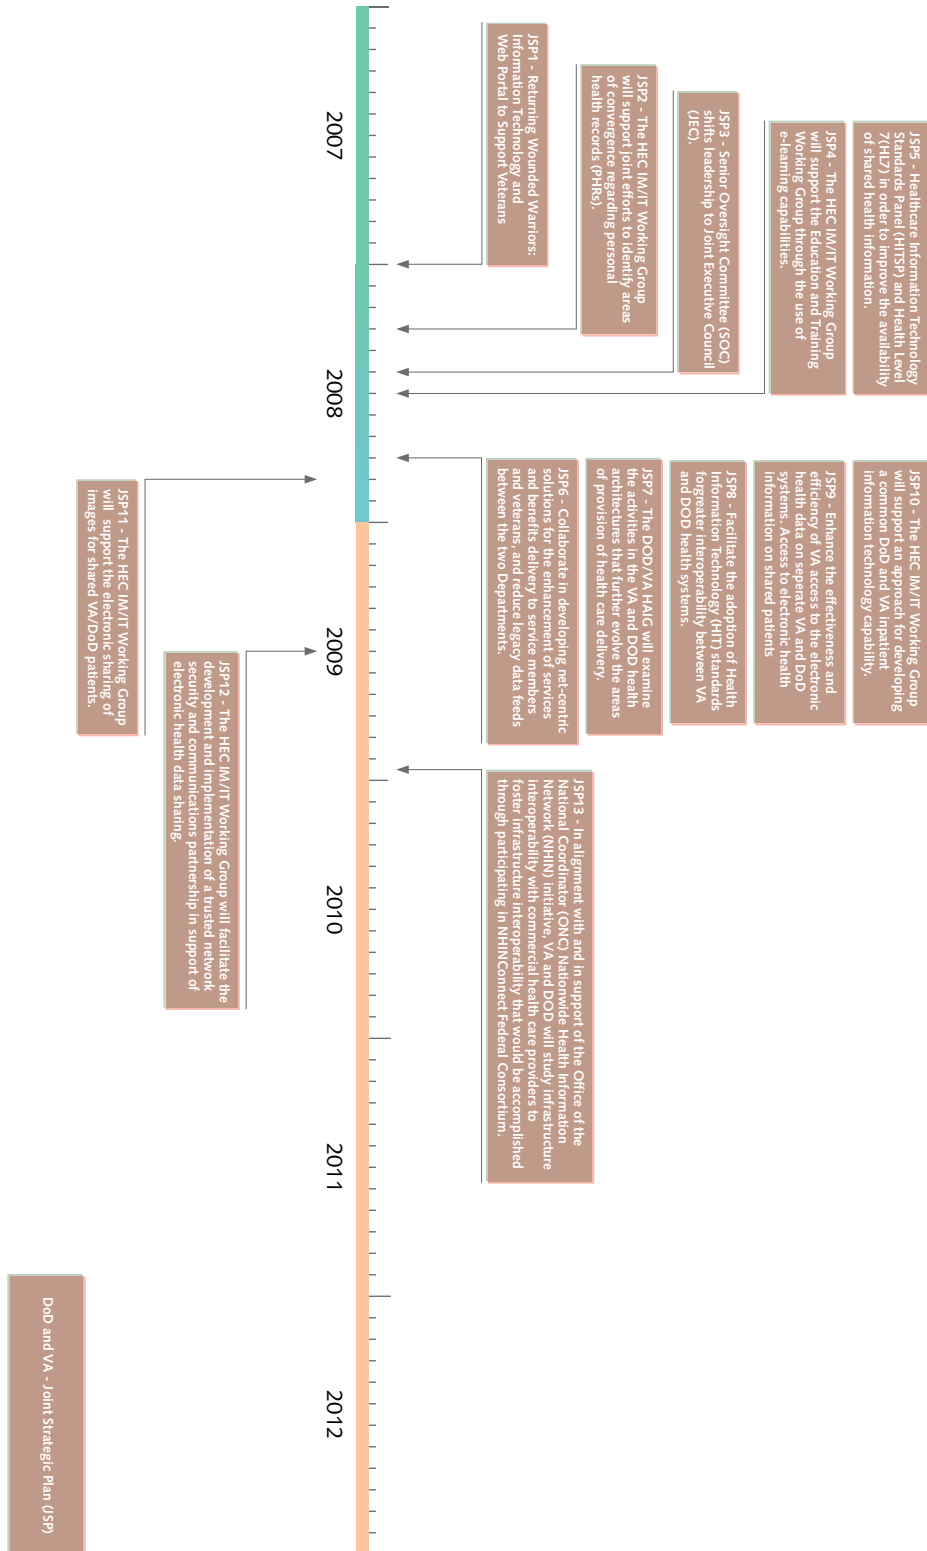 JSP5 - Healthcare Information Technology
Standards Panel (HITSP) and Health Level
7(HL7) in order to improve the availability
of shared health information.
JSP4 - The HEC IM/IT Working Group
will support the Education and Training
Working Group through the use of
e-learning capabilities.
JSP3 - Senior Oversight Committee (SOC)
shifts leadership to Joint Executive Council
(JEC).
JSP2 - The HEC IM/IT Working Group
will support Joint efforts to identify areas
of convergence regarding personal
health records (PHRs).
JSP1 - Returning Wounded Warriors:
Information Technology and
Web Portal to Support Veterans
JSP10 - The HEC IM/IT Working Group
will support an approach for developing
a common DoD and VA inpatient
information technology capability.
JSP9 - Enhance the effectiveness and
efficiency of VA access to the electronic
health data on seperate VA and DoD
systems. Access to electronic health
information on shared patients
JSP8 - Facilitate the adoption of Health
Information Technology (HIT) standards
forgreater interoperability between VA
and DOD health systems.
JSP7 - The DOD/VA HAIG will examine
the activities in the VA and DOD health
architectures that further evolve the areas
of provision of health care delivery.
JSP6 - Collaborate in developing net-centric
solutions for the enhancement of services
and benefits delivery to service members
and veterans, and reduce legacy data feeds
between the two Departments.
JSP13 - In alignment with and in support of the Office of the
National Coordinator (ONC) Nationwide Health Information
Network (NHIN) initiative, VA and DOD will study infrastructure
interoperability with commercial health care providers to
foster infrastructure interoperability that would be accomplished
through participating in NHINConnect Federal Consortium.
2007
2008
2009
2010
2011
2012
JSP12 - The HEC IM/IT Working Group will facilitate the
development and implementation of a trusted network
security and communications partnership in support of
electronic health data sharing.
JSP11 - The HEC IM/IT Working Group
will support the electronic sharing of
images for shared VA/DoD patients.
DoD and VA - Joint Strategic Plan (JSP)